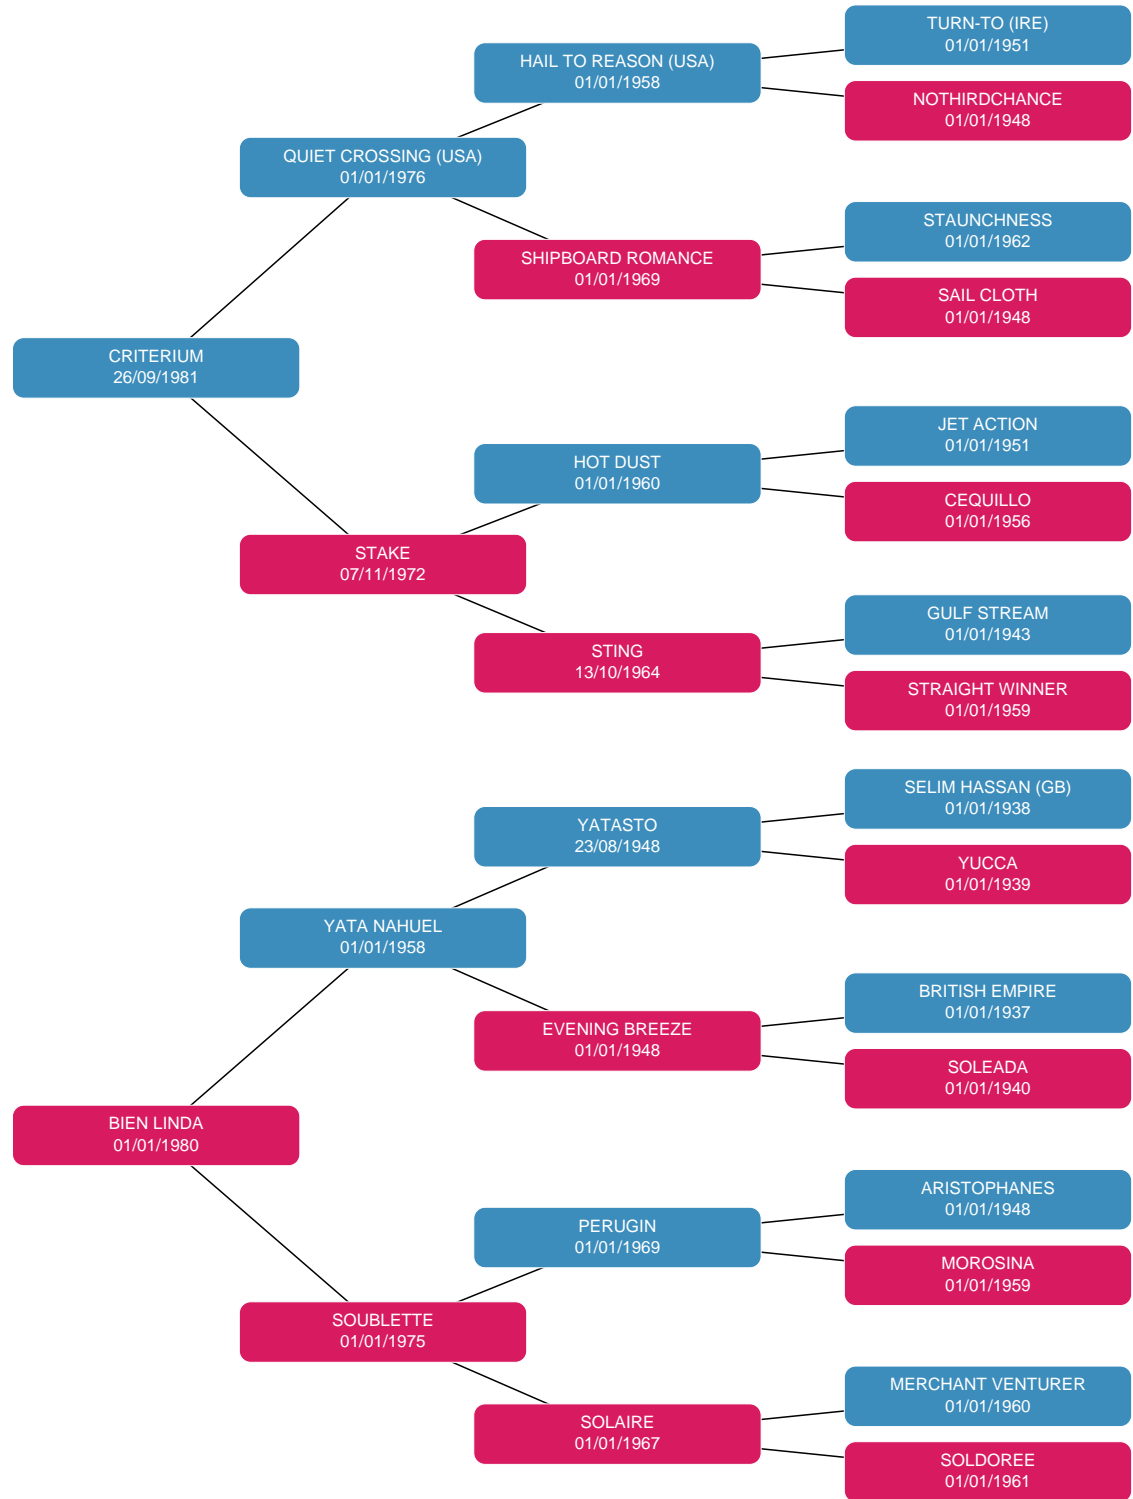 TURN-TO (IRE)
01/01/1951
HAIL TO REASON (USA)
01/01/1958
NOTHIRDCHANCE
01/01/1948
QUIET CROSSING (USA)
01/01/1976
STAUNCHNESS
01/01/1962
SHIPBOARD ROMANCE
01/01/1969
SAIL CLOTH
01/01/1948
CRITERIUM
26/09/1981
JET ACTION
01/01/1951
HOT DUST
01/01/1960
CEQUILLO
01/01/1956
STAKE
07/11/1972
GULF STREAM
01/01/1943
STING
13/10/1964
STRAIGHT WINNER
01/01/1959
SELIM HASSAN (GB)
01/01/1938
YATASTO
23/08/1948
YUCCA
01/01/1939
YATA NAHUEL
01/01/1958
BRITISH EMPIRE
01/01/1937
EVENING BREEZE
01/01/1948
SOLEADA
01/01/1940
BIEN LINDA
01/01/1980
ARISTOPHANES
01/01/1948
PERUGIN
01/01/1969
MOROSINA
01/01/1959
SOUBLETTE
01/01/1975
MERCHANT VENTURER
01/01/1960
SOLAIRE
01/01/1967
SOLDOREE
01/01/1961